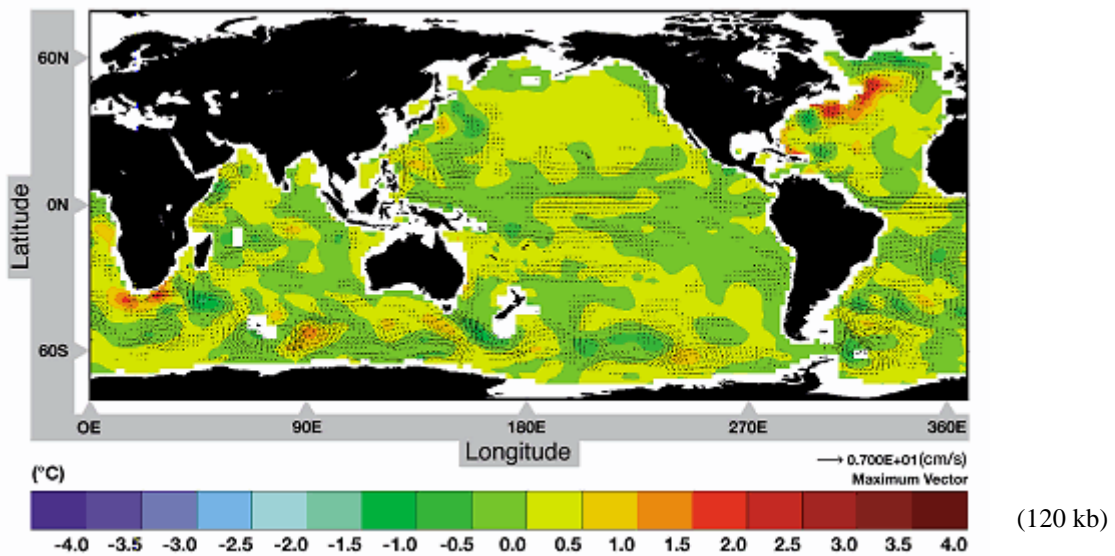 60N
0N
60S
Latitude
OE
90E
180E
270E
360E
Longitude
0.700E+01(cm/s)
Maximum Vector
(°C)
-4.0 -3.5 -3.0 -2.5 -2.0 -1.5 -1.0 -0.5 0.0 0.5 1.0 1.5 2.0 2.5 3.0 3.5 4.0
(120 kb)